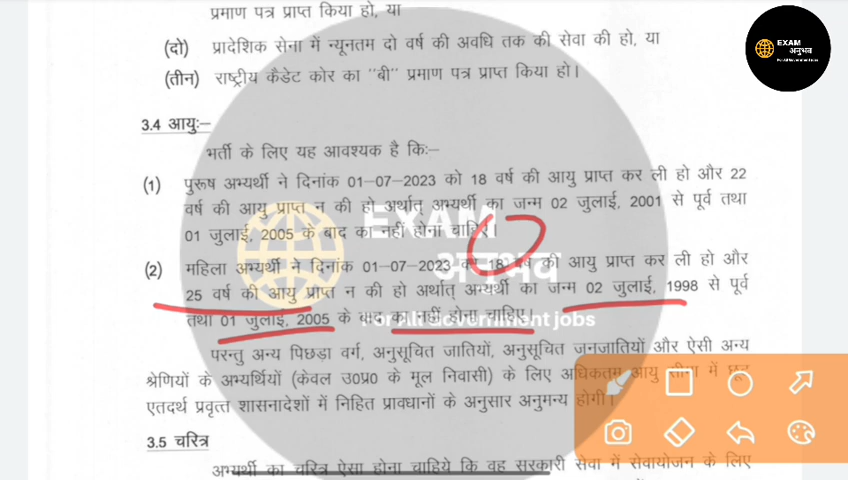 प्रमाण पत्र प्राप्त किया हो, या
EXAM
अनुभव
For All Government Jobs
(दो) प्रादेशिक सेना में न्यूनतम दो वर्ष की अवधि तक की सेवा की हो, या
(तीन) राष्ट्रीय कैडेट कोर का "बी" प्रमाण पत्र प्राप्त किया हो।
3.4 आयुः–
भर्ती के लिए यह आवश्यक है किः–
(1) पुरूष अभ्यर्थी ने दिनांक 01–07–2023 को 18 वर्ष की आयु प्राप्त कर ली हो और 22
वर्ष की आयु प्राप्त न की हो अर्थात् अभ्यर्थी का जन्म 02 जुलाई, 2001 से पूर्व तथा
01 जुलाई, 2005 के बाद का नहीं होना चाहिए।
EXAM
अनुभव
For All Government Jobs
(2) महिला अभ्यर्थी ने दिनांक 01–07–2023 को 18 वर्ष की आयु प्राप्त कर ली हो और
25 वर्ष की आयु प्राप्त न की हो अर्थात् अभ्यर्थी का जन्म 02 जुलाई, 1998 से पूर्व
तथा 01 जुलाई, 2005 के बाद का नहीं होना चाहिए।
परन्तु अन्य पिछड़ा वर्ग, अनुसूचित जातियों, अनुसूचित जनजातियों और ऐसी अन्य
श्रेणियों के अभ्यर्थियों (केवल उ0प्र0 के मूल निवासी) के लिए अधिकतम आयु सीमा में छूट
एतदर्थ प्रवृत्त शासनादेशों में निहित प्रावधानों के अनुसार अनुमन्य होगी।
3.5 चरित्र
अभ्यर्थी का चरित्र ऐसा होना चाहिये कि वह सरकारी सेवा में सेवायोजन के लिए